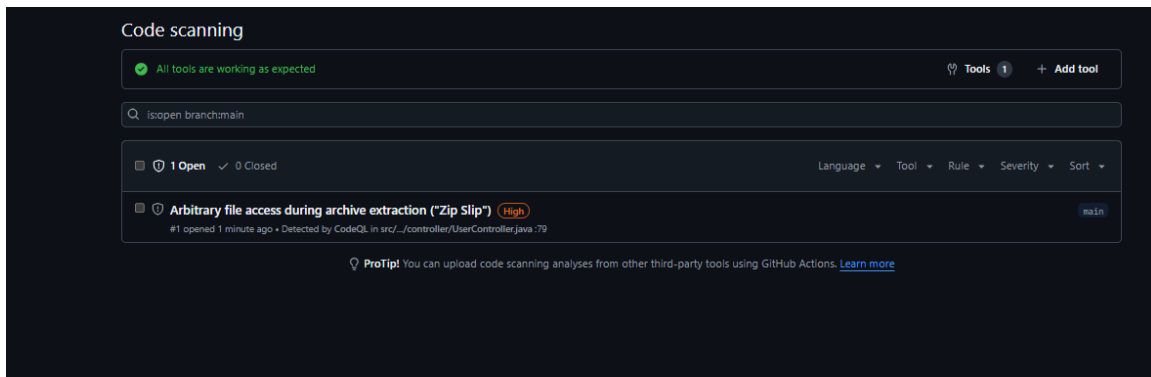 Code scanning
All tools are working as expected
Tools 1
+ Add tool
is:open branch:main
1 Open ✓ 0 Closed
Language Tool Rule Severity Sort
Arbitrary file access during archive extraction ("Zip Slip") High
main
#1 opened 1 minute ago • Detected by CodeQL in src/.../controller/UserController.java :79
ProTip! You can upload code scanning analyses from other third-party tools using GitHub Actions. Learn more